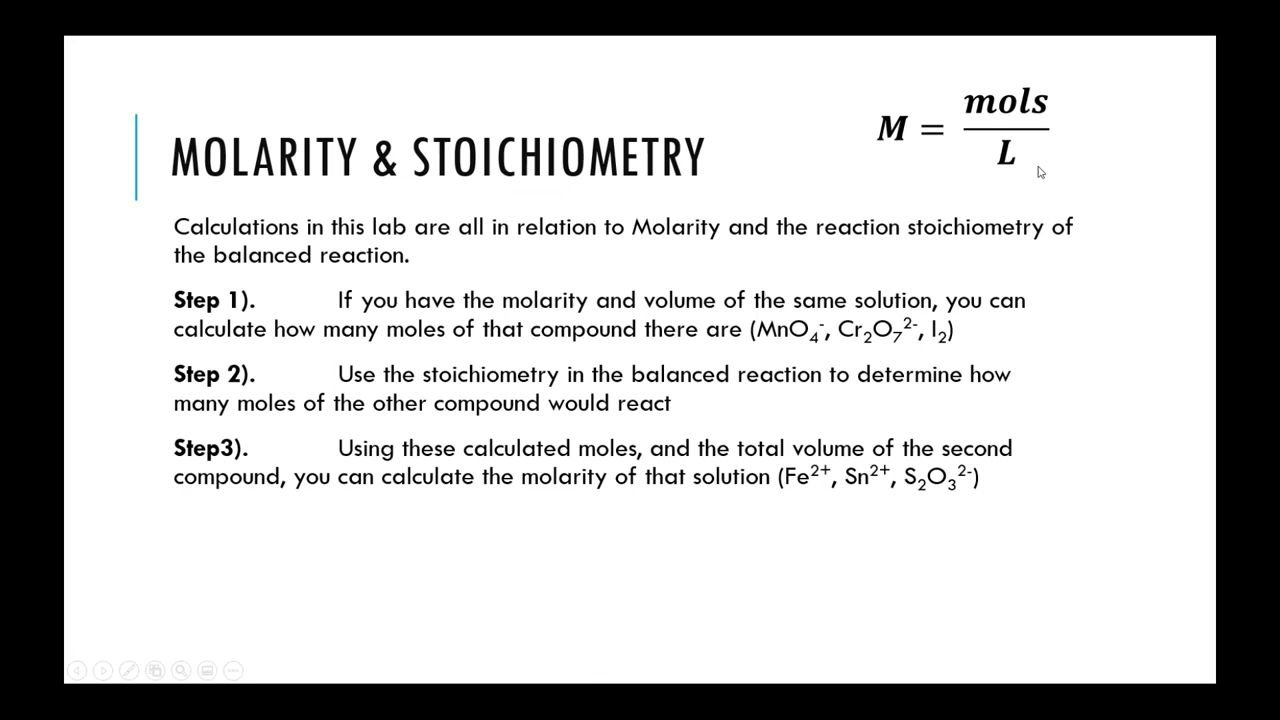 M = mols / L
MOLARITY & STOICHIOMETRY
Calculations in this lab are all in relation to Molarity and the reaction stoichiometry of
the balanced reaction.
Step 1). If you have the molarity and volume of the same solution, you can
calculate how many moles of that compound there are (MnO₄⁻, Cr₂O₇²⁻, I₂)
Step 2). Use the stoichiometry in the balanced reaction to determine how
many moles of the other compound would react
Step3). Using these calculated moles, and the total volume of the second
compound, you can calculate the molarity of that solution (Fe²⁺, Sn²⁺, S₂O₃²⁻)